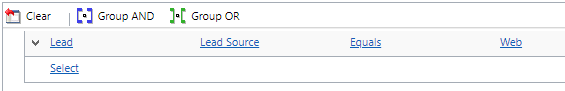 Clear Group AND Group OR
Lead Lead Source Equals Web
Select